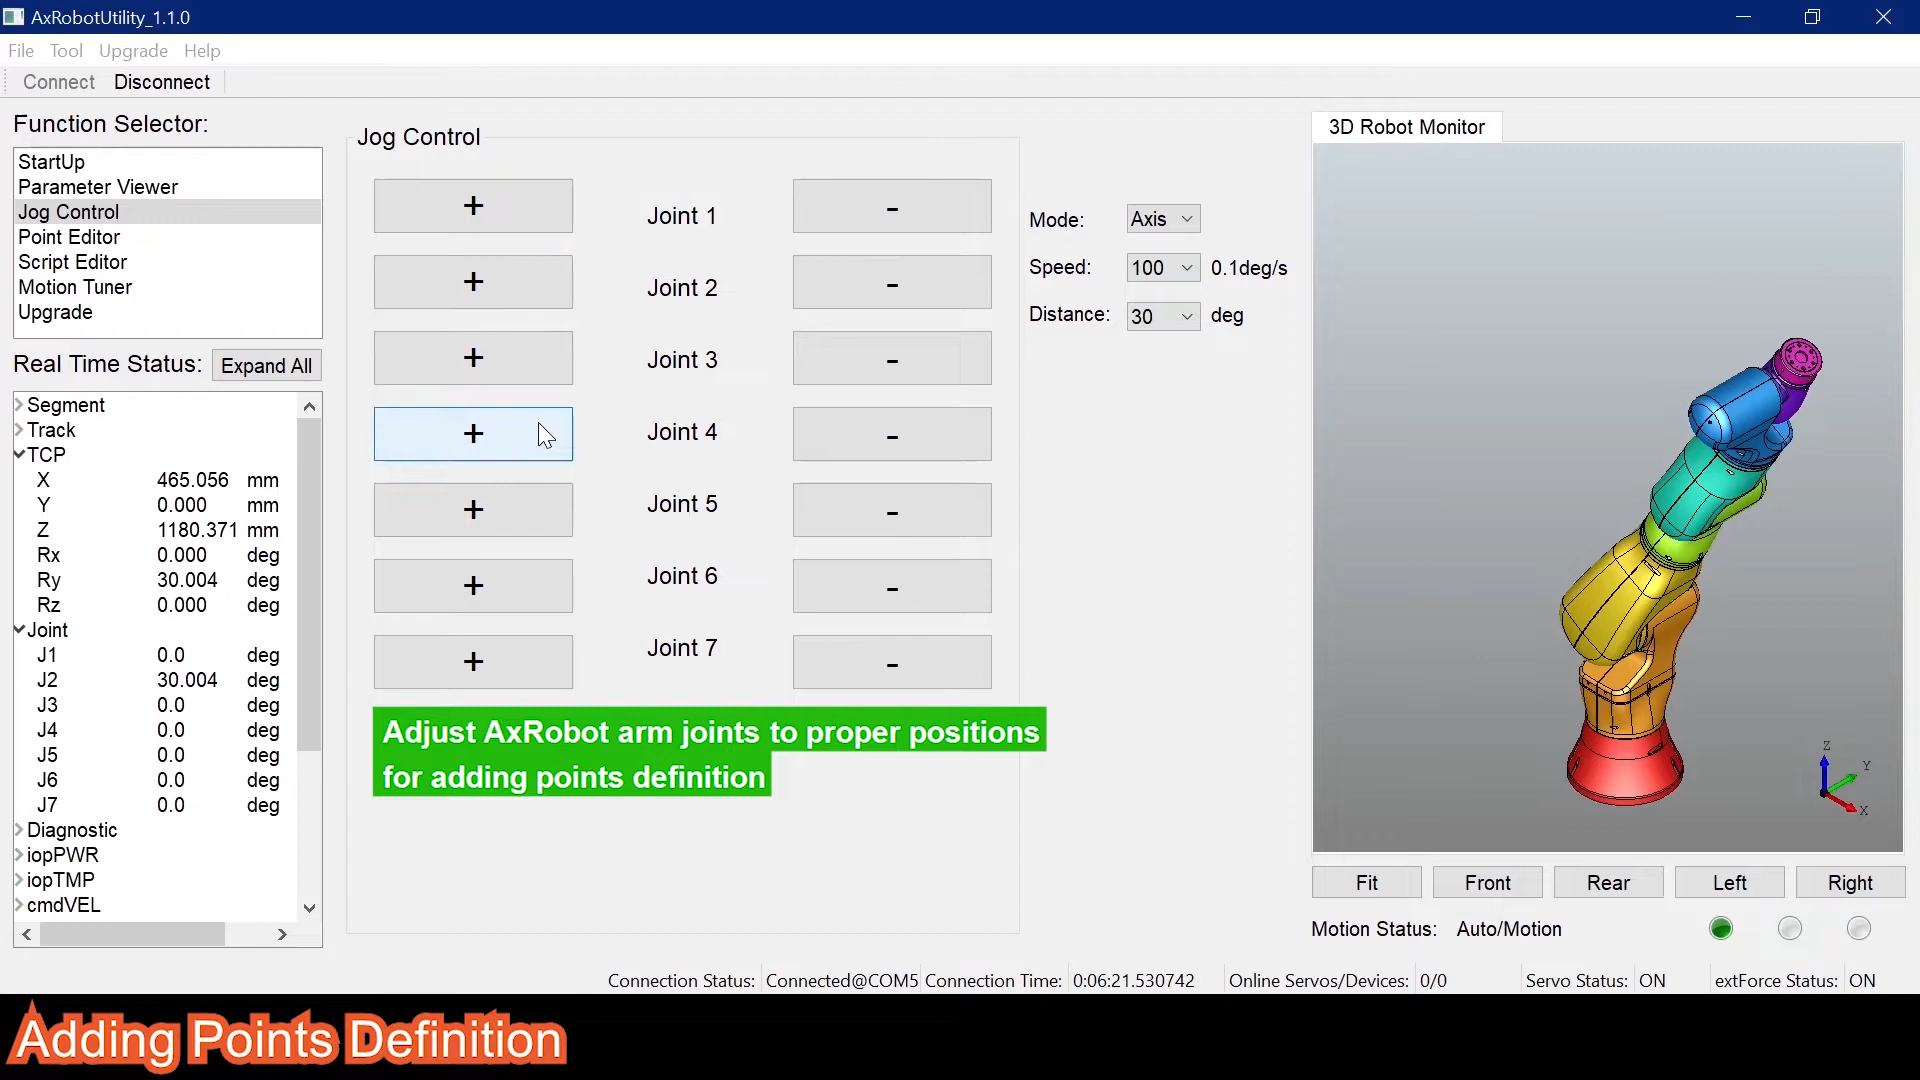 AxRobotUtility_1.1.0
File Tool Upgrade Help
Connect Disconnect
Function Selector:
StartUp
Parameter Viewer
Jog Control
Point Editor
Script Editor
Motion Tuner
Upgrade
Real Time Status: Expand All
Segment
Track
TCP
X 465.056 mm
Y 0.000 mm
Z 1180.371 mm
Rx 0.000 deg
Ry 30.004 deg
Rz 0.000 deg
Joint
J1 0.0 deg
J2 30.004 deg
J3 0.0 deg
J4 0.0 deg
J5 0.0 deg
J6 0.0 deg
J7 0.0 deg
Diagnostic
iopPWR
iopTMP
cmdVEL
Jog Control
+ Joint 1 -
+ Joint 2 -
+ Joint 3 -
+ Joint 4 -
+ Joint 5 -
+ Joint 6 -
+ Joint 7 -
Adjust AxRobot arm joints to proper positions
for adding points definition
Mode: Axis
Speed: 100 0.1deg/s
Distance: 30 deg
3D Robot Monitor
Z
Y
X
Fit Front Rear Left Right
Motion Status: Auto/Motion
Connection Status: Connected@COM5 Connection Time: 0:06:21.530742 Online Servos/Devices: 0/0 Servo Status: ON extForce Status: ON
Adding Points Definition